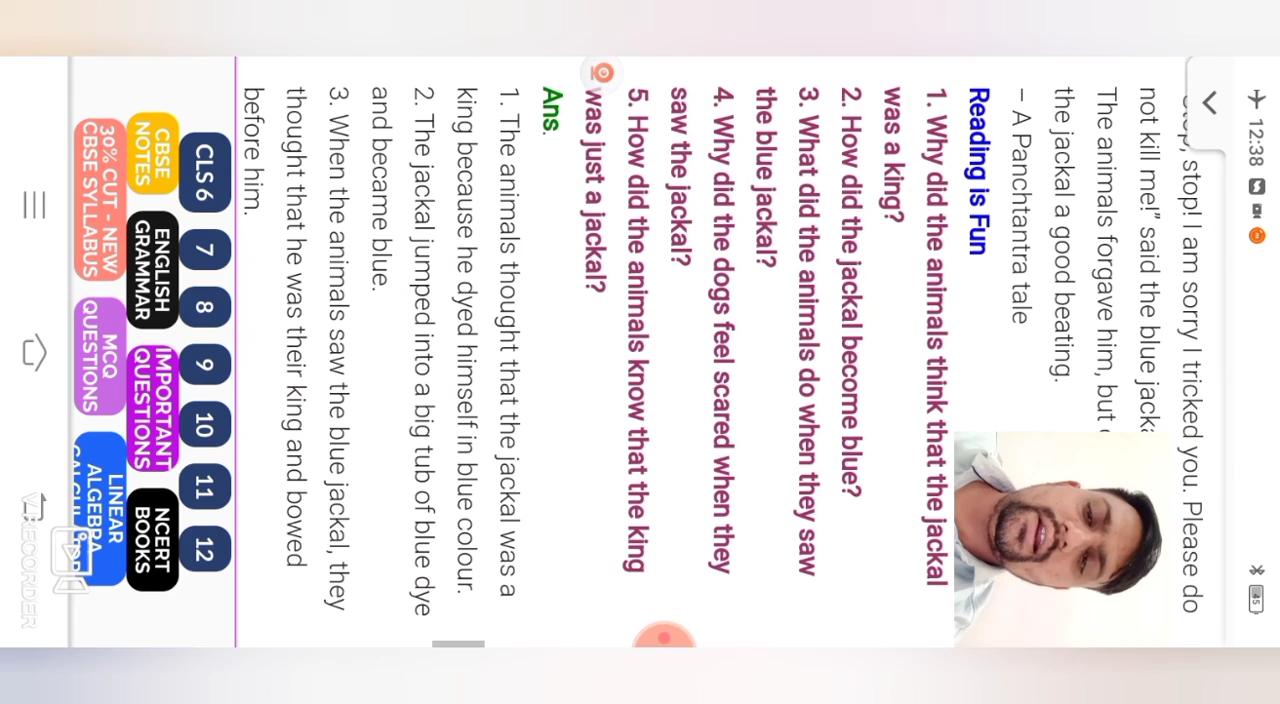 12:38
45
stop, stop! I am sorry I tricked you. Please do
not kill me!” said the blue jacka
The animals forgave him, but
the jackal a good beating.
– A Panchtantra tale
Reading is Fun
1. Why did the animals think that the jackal
was a king?
2. How did the jackal become blue?
3. What did the animals do when they saw
the blue jackal?
4. Why did the dogs feel scared when they
saw the jackal?
5. How did the animals know that the king
was just a jackal?
Ans.
1. The animals thought that the jackal was a
king because he dyed himself in blue colour.
2. The jackal jumped into a big tub of blue dye
and became blue.
3. When the animals saw the blue jackal, they
thought that he was their king and bowed
before him.
CLS 6 7 8 9 10 11 12
CBSE NOTES ENGLISH GRAMMAR IMPORTANT QUESTIONS NCERT BOOKS
30% CUT - NEW CBSE SYLLABUS MCQ QUESTIONS LINEAR ALGEBRA
RECORDER